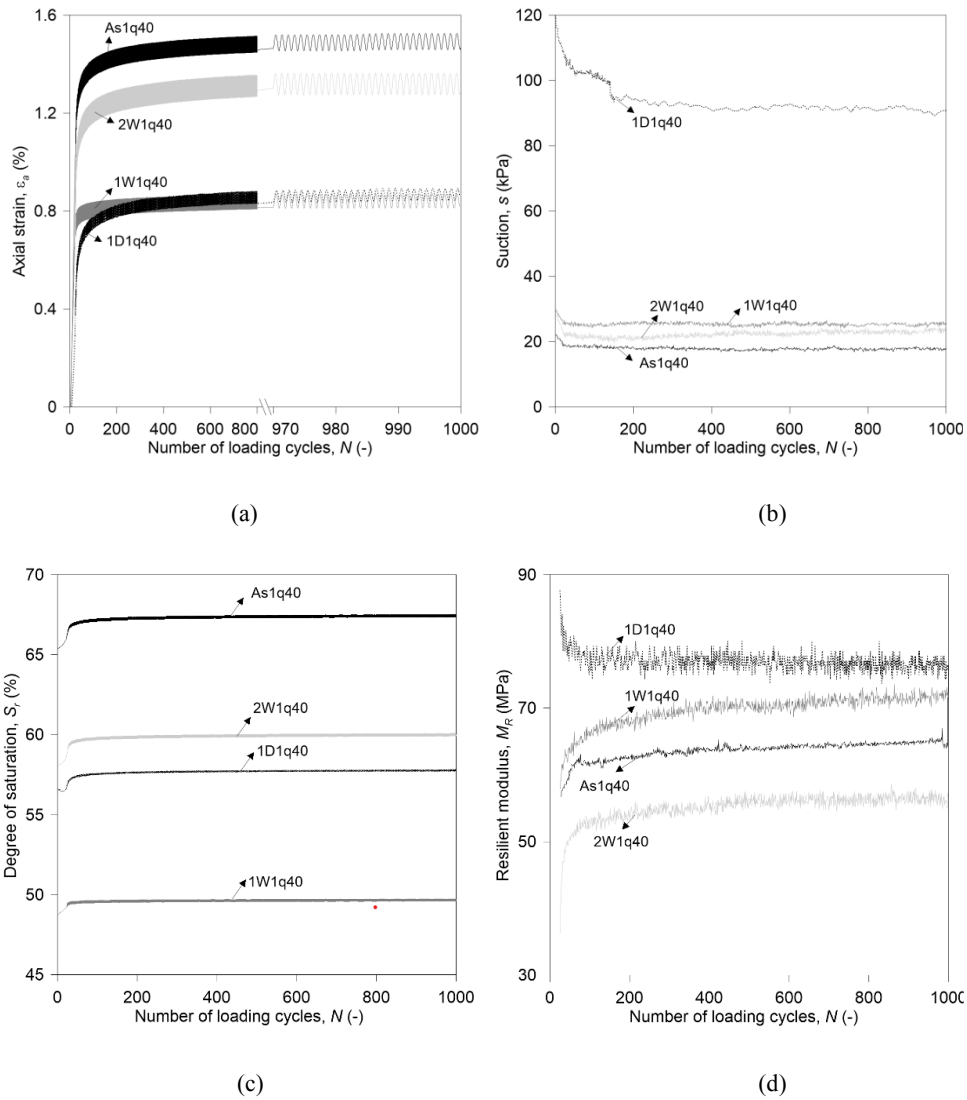 1.6
1.2
0.8
0.4
0
Axial strain, εa (%)
As1q40
2W1q40
1W1q40
1D1q40
0 200 400 600 800 970 980 990 1000
Number of loading cycles, N (-)
(a)
120
100
80
60
40
20
0
Suction, s (kPa)
1D1q40
2W1q40
1W1q40
As1q40
0 200 400 600 800 1000
Number of loading cycles, N (-)
(b)
70
65
60
55
50
45
Degree of saturation, Sr (%)
As1q40
2W1q40
1D1q40
1W1q40
0 200 400 600 800 1000
Number of loading cycles, N (-)
(c)
90
70
50
30
Resilient modulus, MR (MPa)
1D1q40
1W1q40
As1q40
2W1q40
0 200 400 600 800 1000
Number of loading cycles, N (-)
(d)